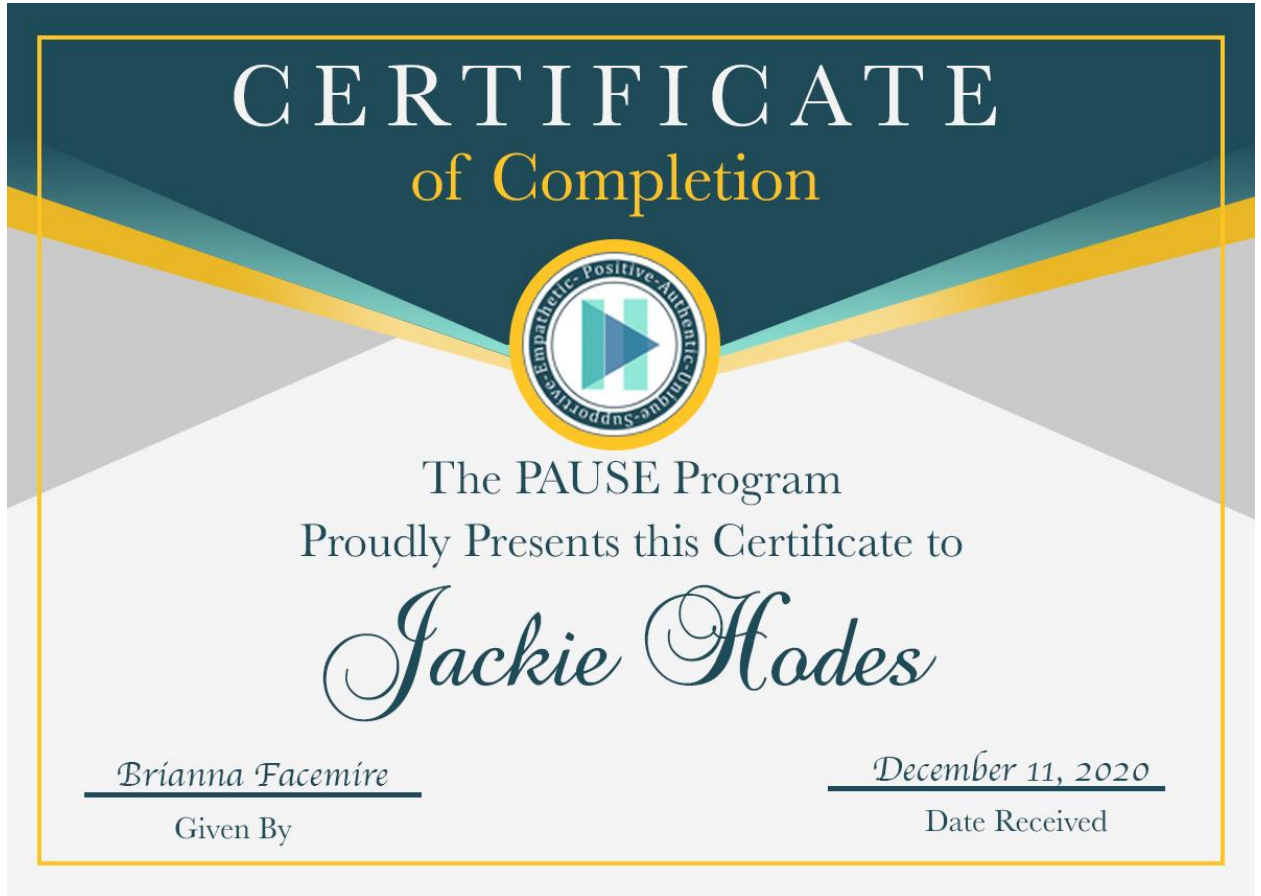 CERTIFICATE
of Completion
Positive-Authentic-Unique-Supportive-Empathetic-
The PAUSE Program
Proudly Presents this Certificate to
Jackie Hodes
Brianna Facemire
Given By
December 11, 2020
Date Received